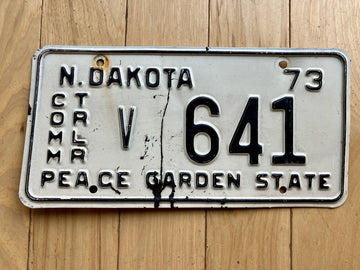 N. DAKOTA 73
COMM
TRLR
V 641
PEACE GARDEN STATE